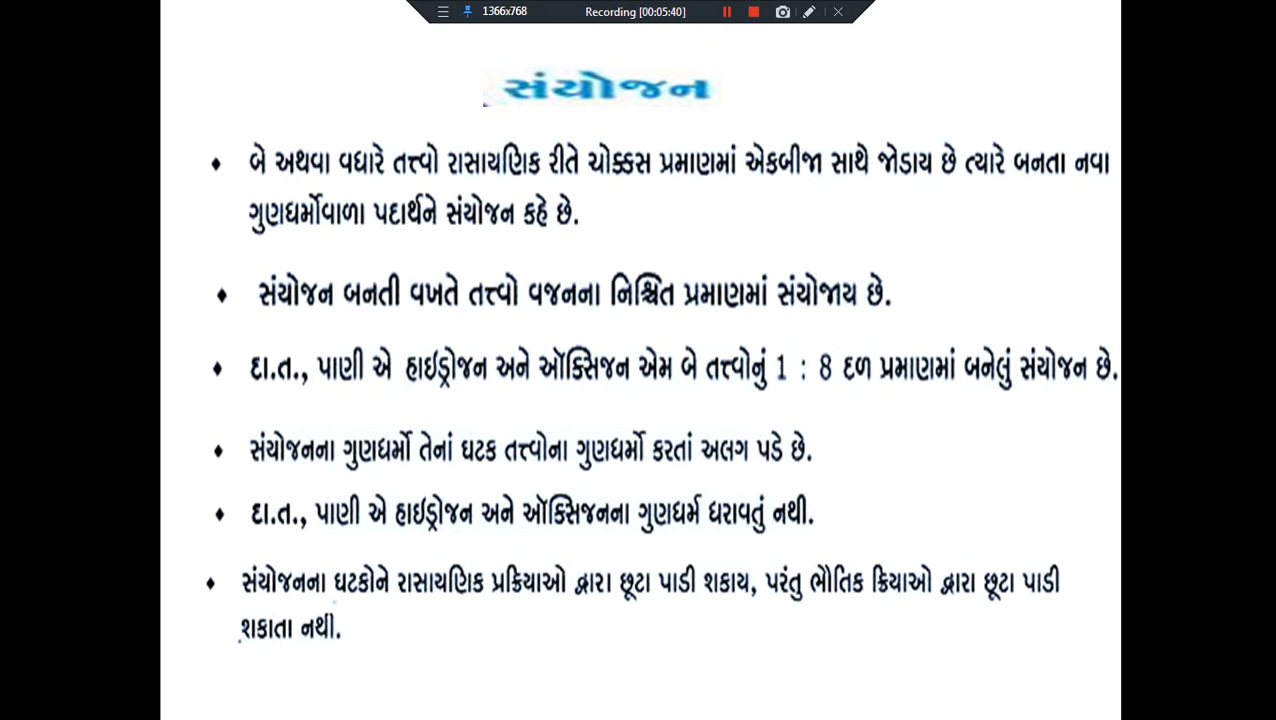 1366x768 Recording [00:05:40]
સંયોજન
♦ બે અથવા વધારે તત્ત્વો રાસાયણિક રીતે ચોક્કસ પ્રમાણમાં એકબીજા સાથે જોડાય છે ત્યારે બનતા નવા
ગુણધર્મોવાળા પદાર્થને સંયોજન કહે છે.
♦ સંયોજન બનતી વખતે તત્ત્વો વજનના નિશ્ચિત પ્રમાણમાં સંયોજાય છે.
♦ દા.ત., પાણી એ હાઇડ્રોજન અને ઑક્સિજન એમ બે તત્ત્વોનું 1 : 8 દળ પ્રમાણમાં બનેલું સંયોજન છે.
♦ સંયોજનના ગુણધર્મો તેનાં ઘટક તત્ત્વોના ગુણધર્મો કરતાં અલગ પડે છે.
♦ દા.ત., પાણી એ હાઇડ્રોજન અને ઑક્સિજનના ગુણધર્મ ધરાવતું નથી.
♦ સંયોજનના ઘટકોને રાસાયણિક પ્રક્રિયાઓ દ્વારા છૂટા પાડી શકાય, પરંતુ ભૌતિક ક્રિયાઓ દ્વારા છૂટા પાડી
શકાતા નથી.